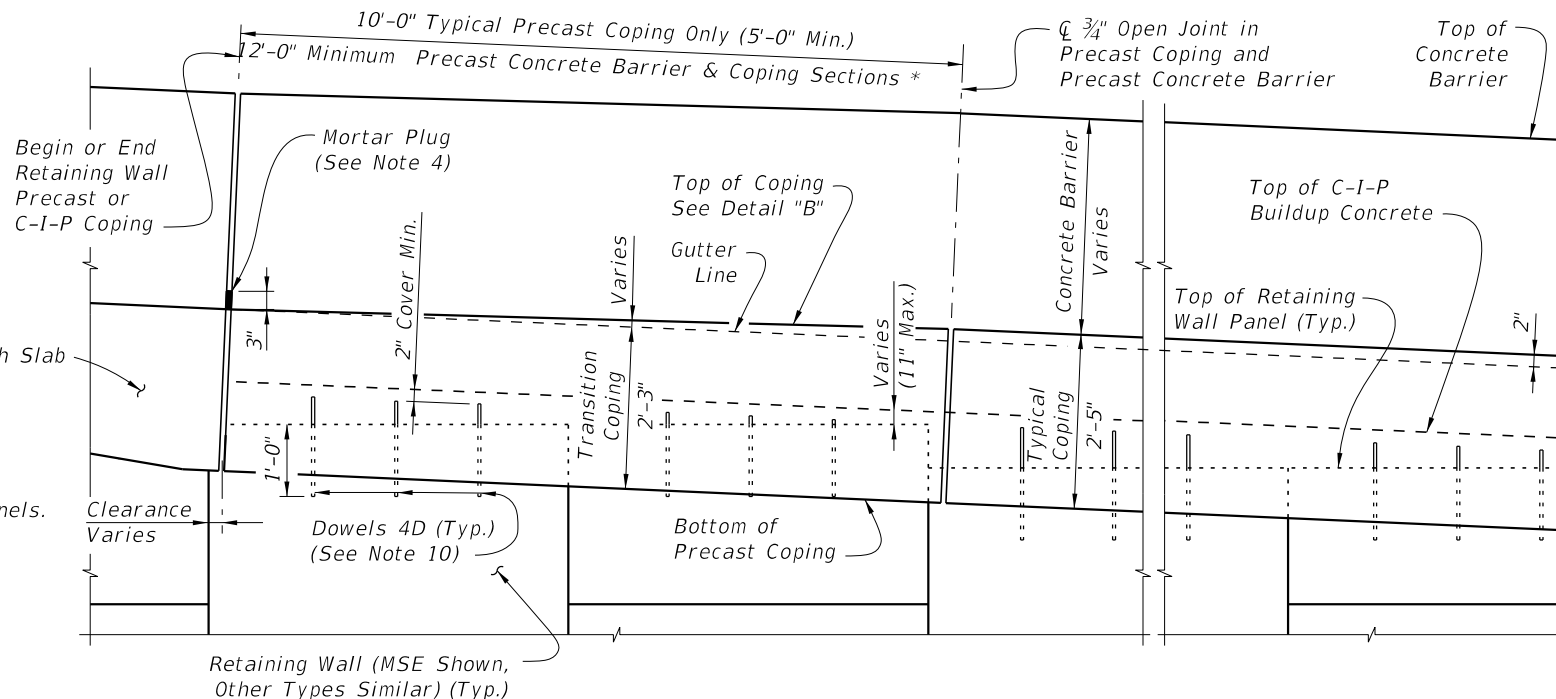 10'-0" Typical Precast Coping Only (5'-0" Min.)
12'-0" Minimum Precast Concrete Barrier & Coping Sections *
℄ ¾" Open Joint in
Precast Coping and
Precast Concrete Barrier
Top of
Concrete
Barrier
Begin or End
Retaining Wall
Precast or
C-I-P Coping
Mortar Plug
(See Note 4)
2" Cover Min.
Top of Coping
See Detail "B"
Gutter
Line
Varies
Varies
(11" Max.)
Concrete Barrier
Varies
Top of C-I-P
Buildup Concrete
Top of Retaining
Wall Panel (Typ.)
2"
3"
h Slab
Transition
Coping
2'-3"
Typical
Coping
2'-5"
1'-0"
nels.
Clearance
Varies
Dowels 4D (Typ.)
(See Note 10)
Bottom of
Precast Coping
Retaining Wall (MSE Shown,
Other Types Similar) (Typ.)